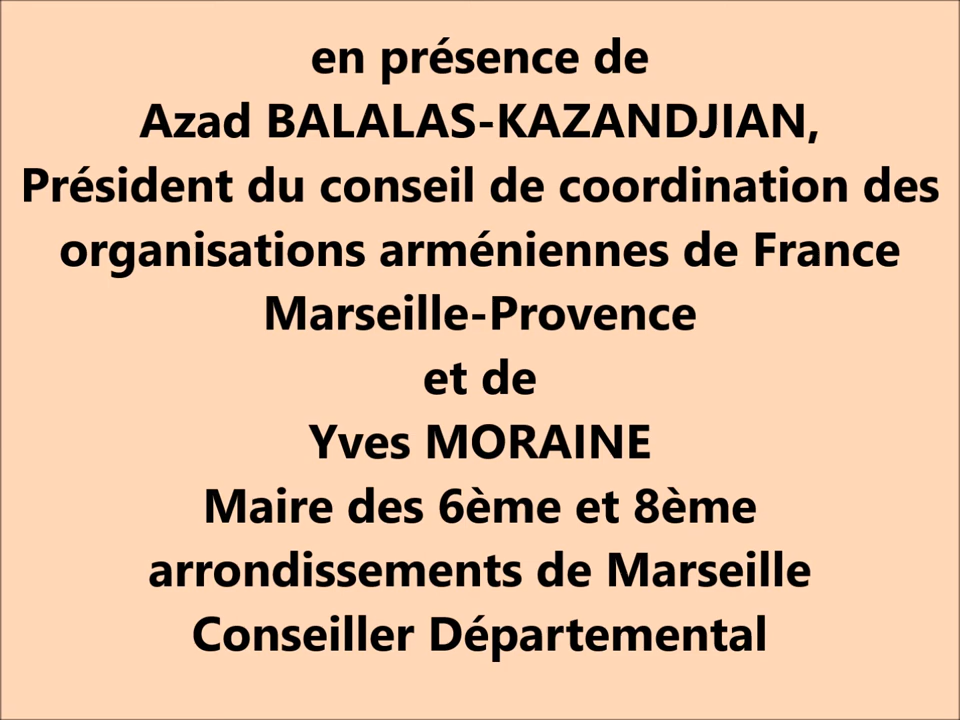 en présence de
Azad BALALAS-KAZANDJIAN,
Président du conseil de coordination des
organisations arméniennes de France
Marseille-Provence
et de
Yves MORAINE
Maire des 6ème et 8ème
arrondissements de Marseille
Conseiller Départemental